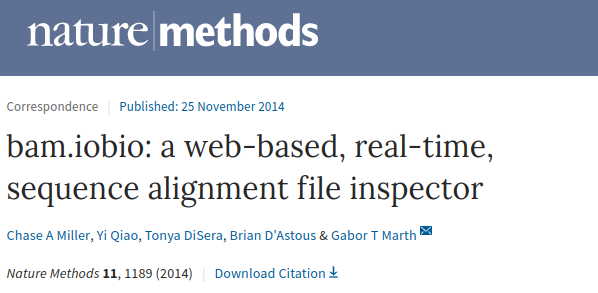 nature methods
Correspondence | Published: 25 November 2014
bam.iobio: a web-based, real-time,
sequence alignment file inspector
Chase A Miller, Yi Qiao, Tonya DiSera, Brian D'Astous & Gabor T Marth
Nature Methods 11, 1189 (2014) | Download Citation